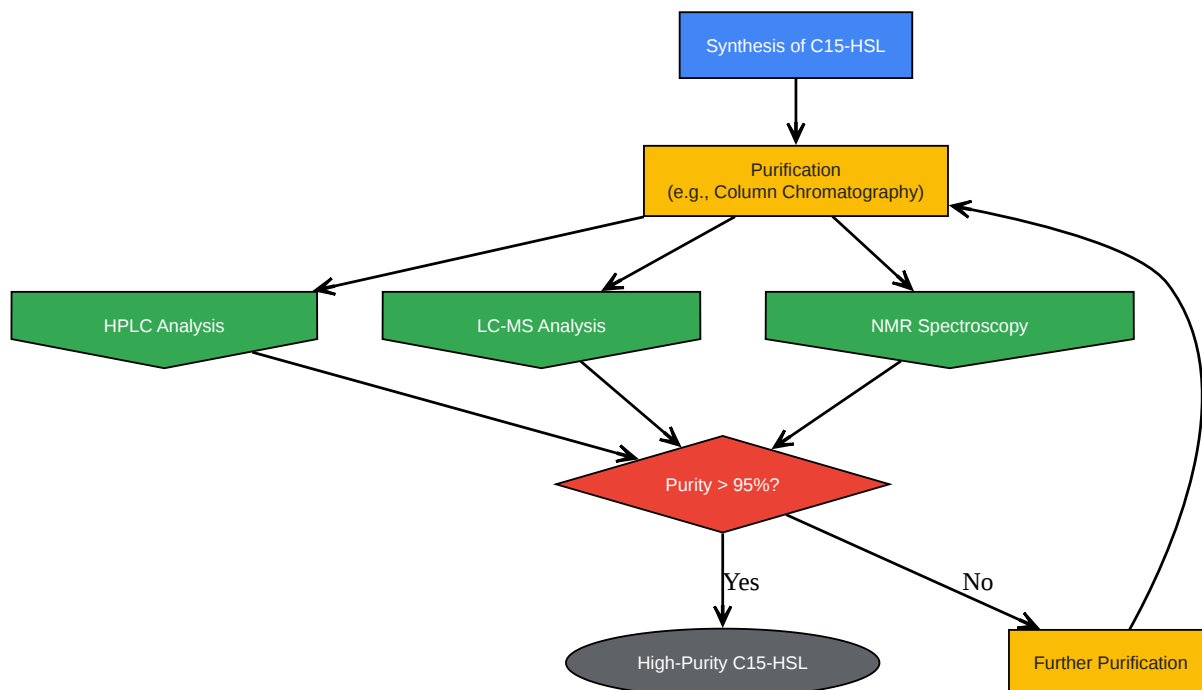 Synthesis of C15-HSL
Purification
(e.g., Column Chromatography)
HPLC Analysis
LC-MS Analysis
NMR Spectroscopy
Purity > 95%?
Yes
No
High-Purity C15-HSL
Further Purification